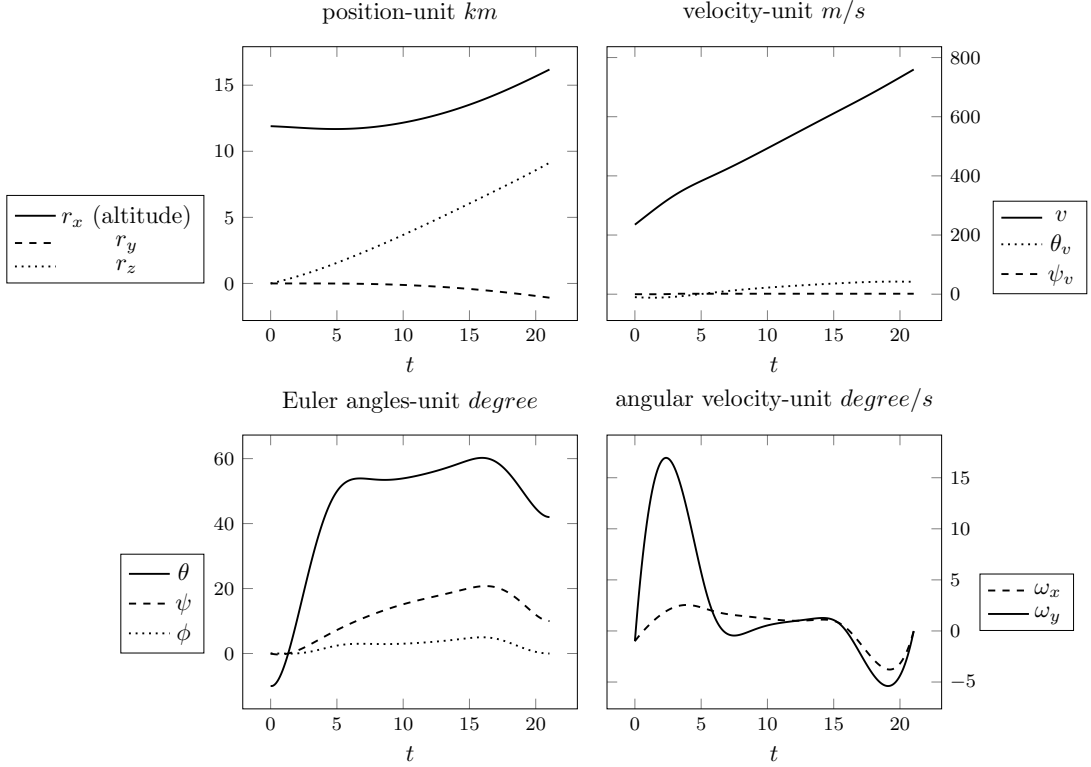 position-unit km
velocity-unit m/s
15
10
5
0
0
5
10
15
20
t
r_x (altitude)
r_y
r_z
800
600
400
200
0
0
5
10
15
20
t
v
θ_v
ψ_v
Euler angles-unit degree
angular velocity-unit degree/s
60
40
20
0
0
5
10
15
20
t
θ
ψ
ϕ
15
10
5
0
−5
0
5
10
15
20
t
ω_x
ω_y